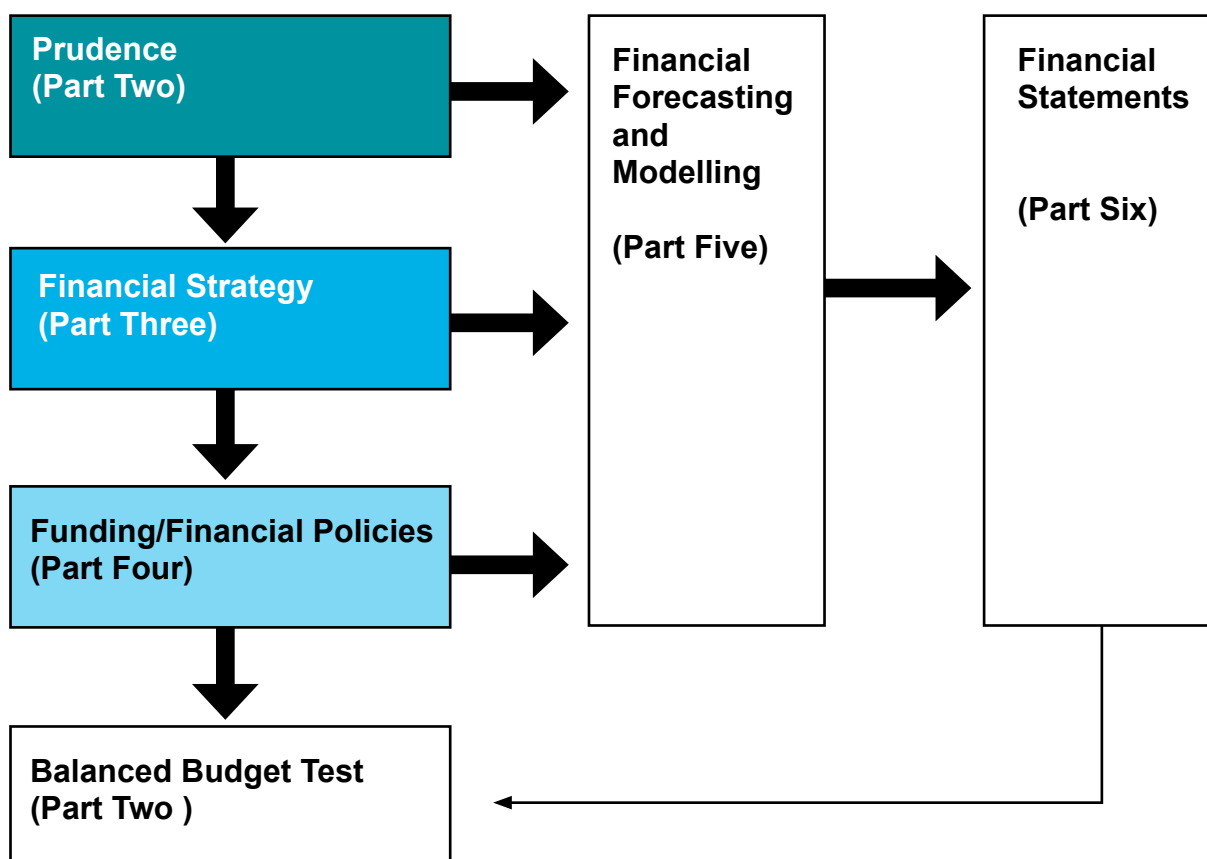 Prudence
(Part Two)
Financial Strategy
(Part Three)
Funding/Financial Policies
(Part Four)
Balanced Budget Test
(Part Two )
Financial
Forecasting
and
Modelling
(Part Five)
Financial
Statements
(Part Six)